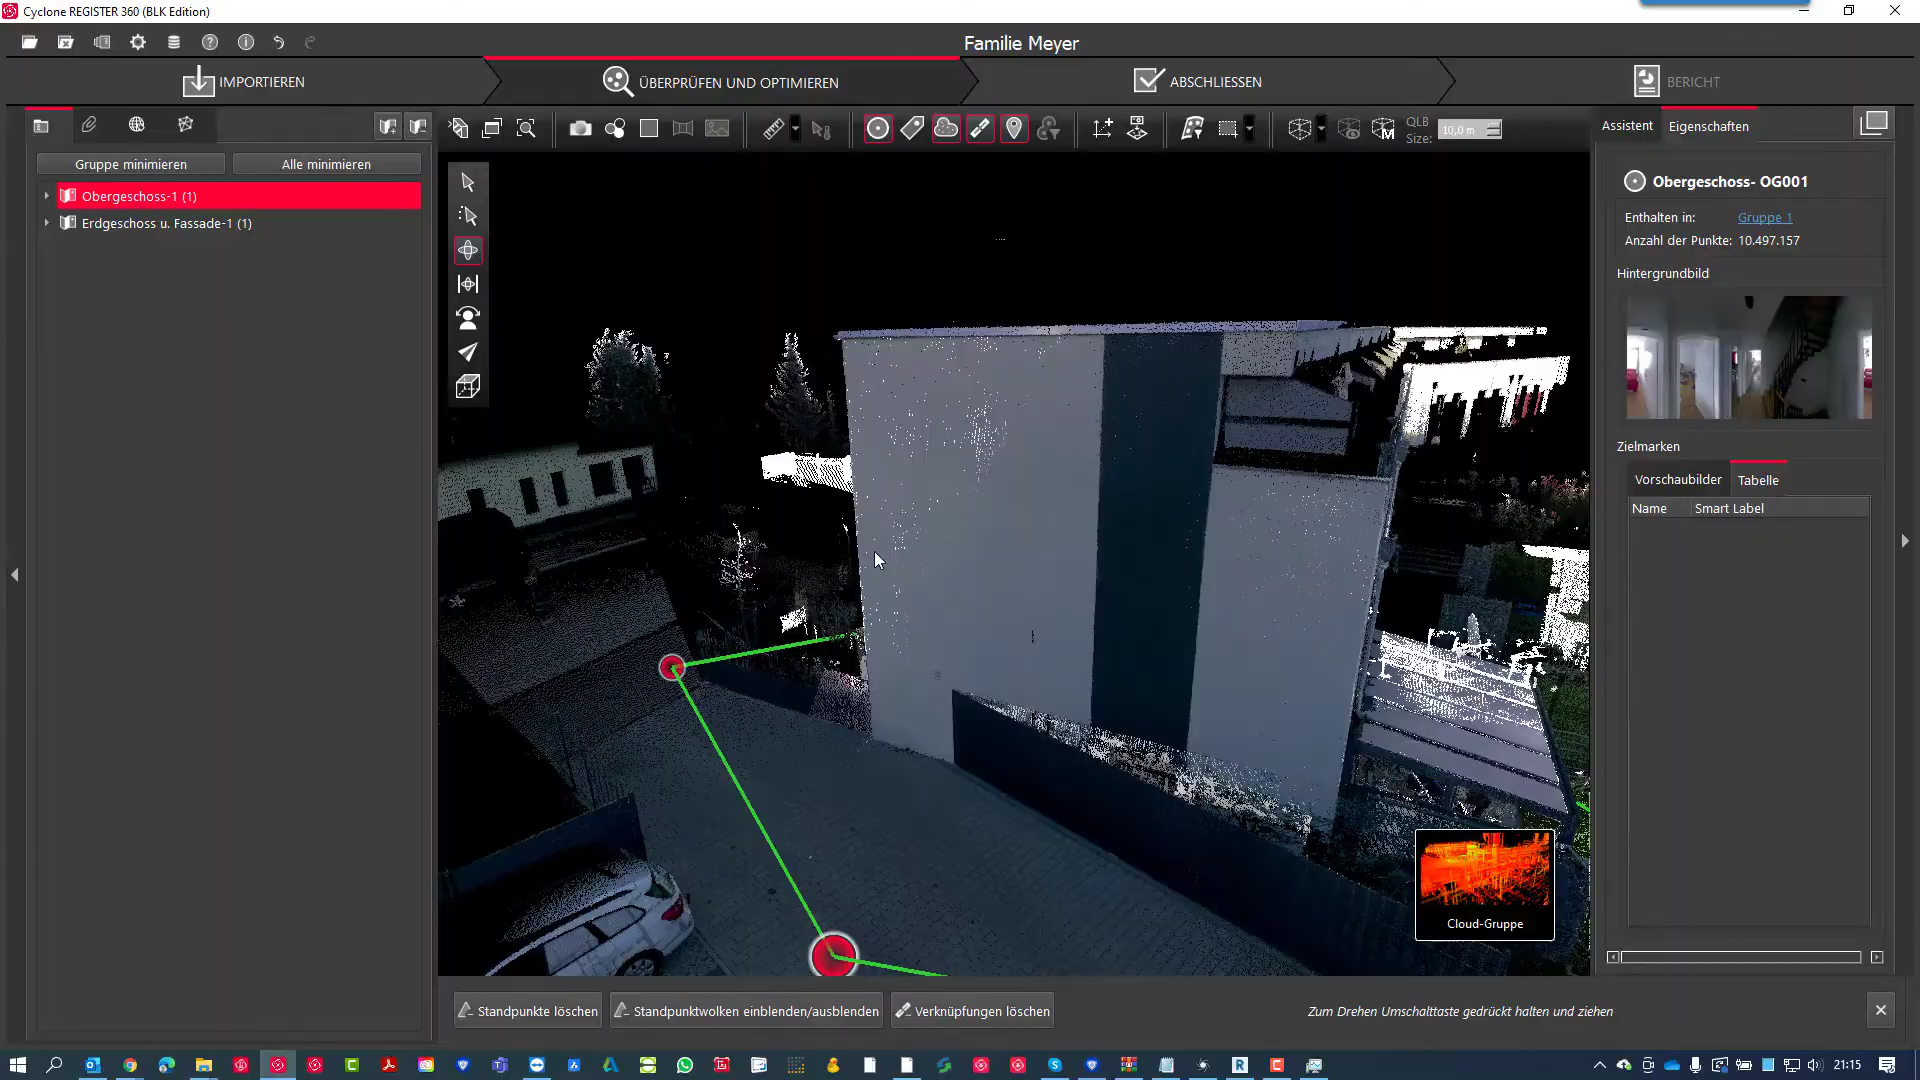 Cyclone REGISTER 360 (BLK Edition)
Familie Meyer
IMPORTIEREN
ÜBERPRÜFEN UND OPTIMIEREN
ABSCHLIESSEN
BERICHT
QLB
Size:
10,0 m
Assistent
Eigenschaften
Gruppe minimieren
Alle minimieren
Obergeschoss-1 (1)
Erdgeschoss u. Fassade-1 (1)
Obergeschoss- OG001
Enthalten in: Gruppe 1
Anzahl der Punkte: 10.497.157
Hintergrundbild
Zielmarken
Vorschaubilder
Tabelle
Name
Smart Label
Cloud-Gruppe
Standpunkte löschen
Standpunktwolken einblenden/ausblenden
Verknüpfungen löschen
Zum Drehen Umschalttaste gedrückt halten und ziehen
21:15